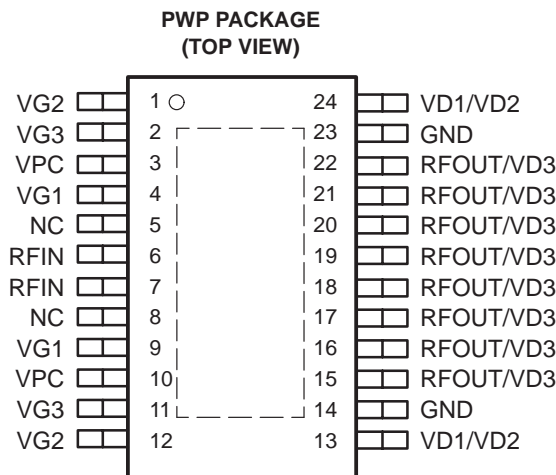 PWP PACKAGE
(TOP VIEW)
VG2 1 24 VD1/VD2
VG3 2 23 GND
VPC 3 22 RFOUT/VD3
VG1 4 21 RFOUT/VD3
NC 5 20 RFOUT/VD3
RFIN 6 19 RFOUT/VD3
RFIN 7 18 RFOUT/VD3
NC 8 17 RFOUT/VD3
VG1 9 16 RFOUT/VD3
VPC 10 15 RFOUT/VD3
VG3 11 14 GND
VG2 12 13 VD1/VD2